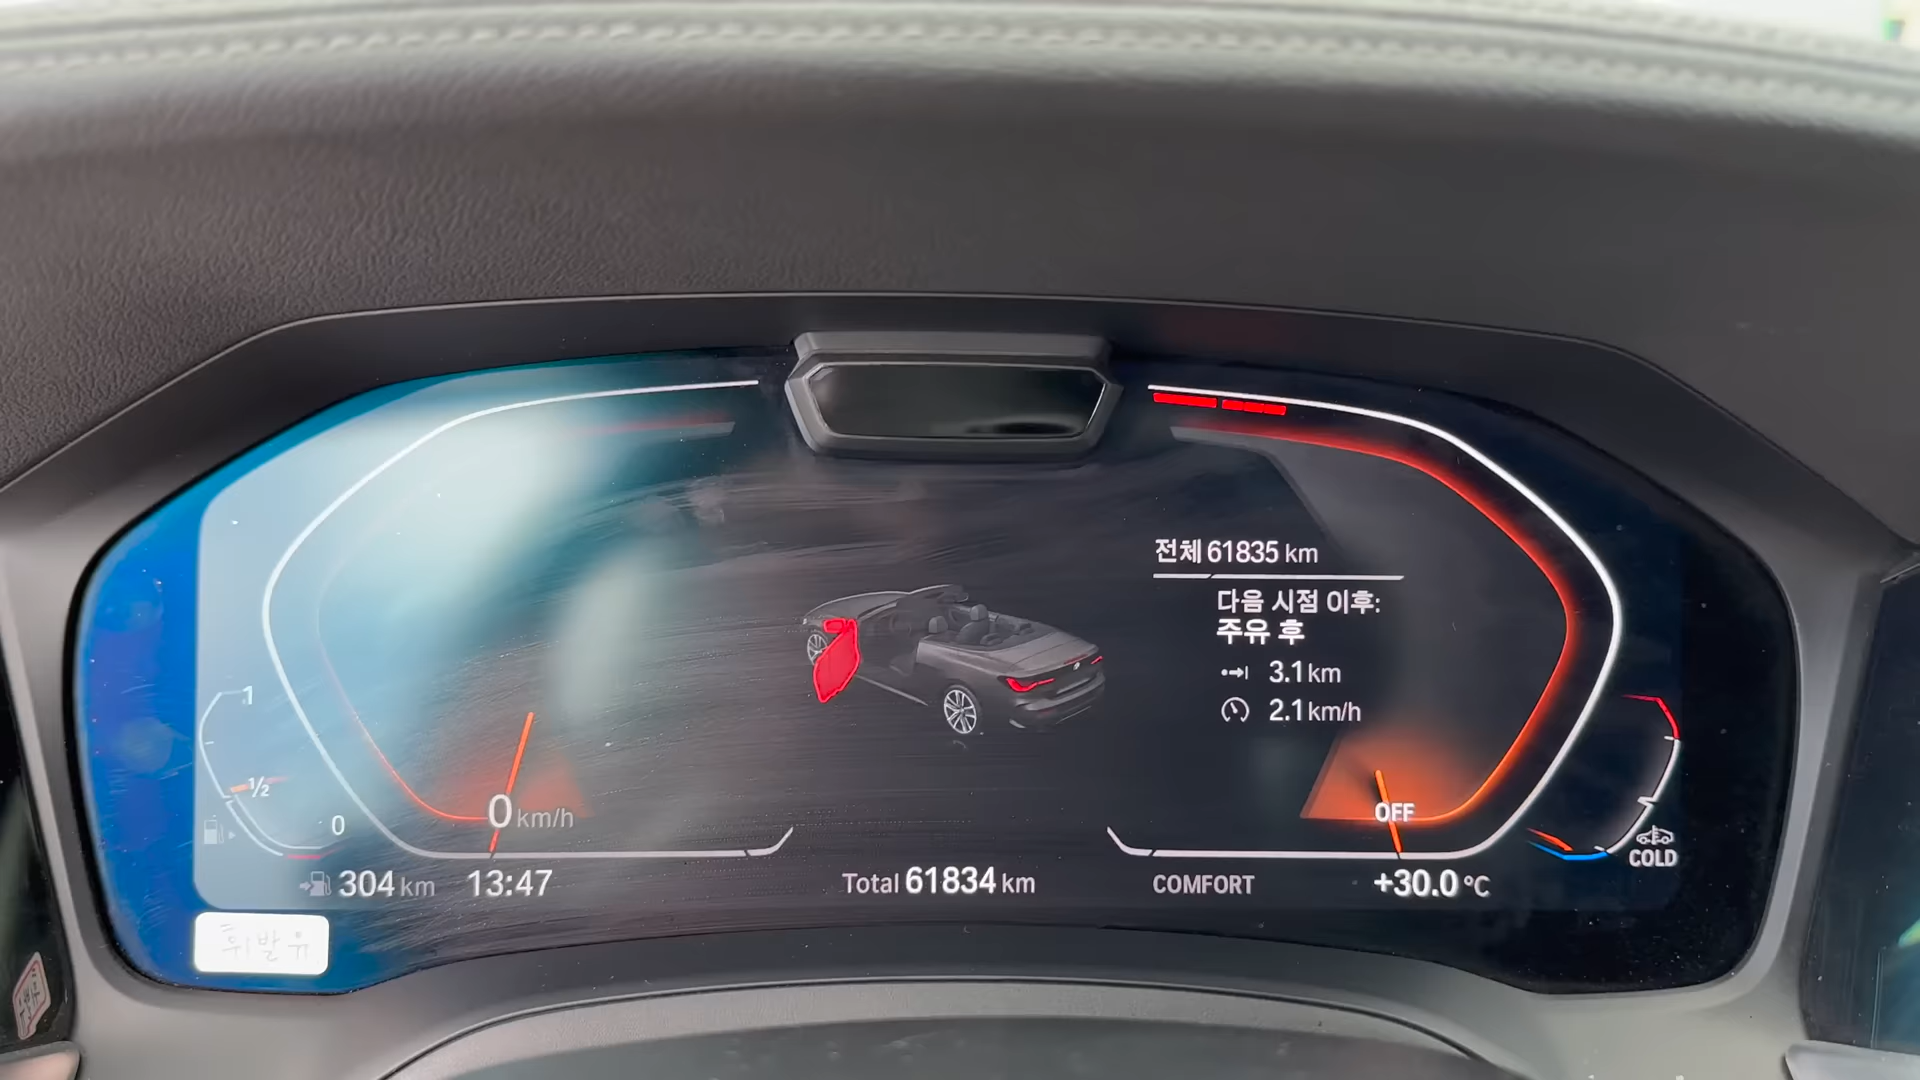 전체 61835 km
다음 시점 이후:
주유 후
3.1 km
2.1 km/h
1
1/2
0
0 km/h
OFF
COLD
304 km
13:47
Total 61834 km
COMFORT
+30.0 °C
휘발유